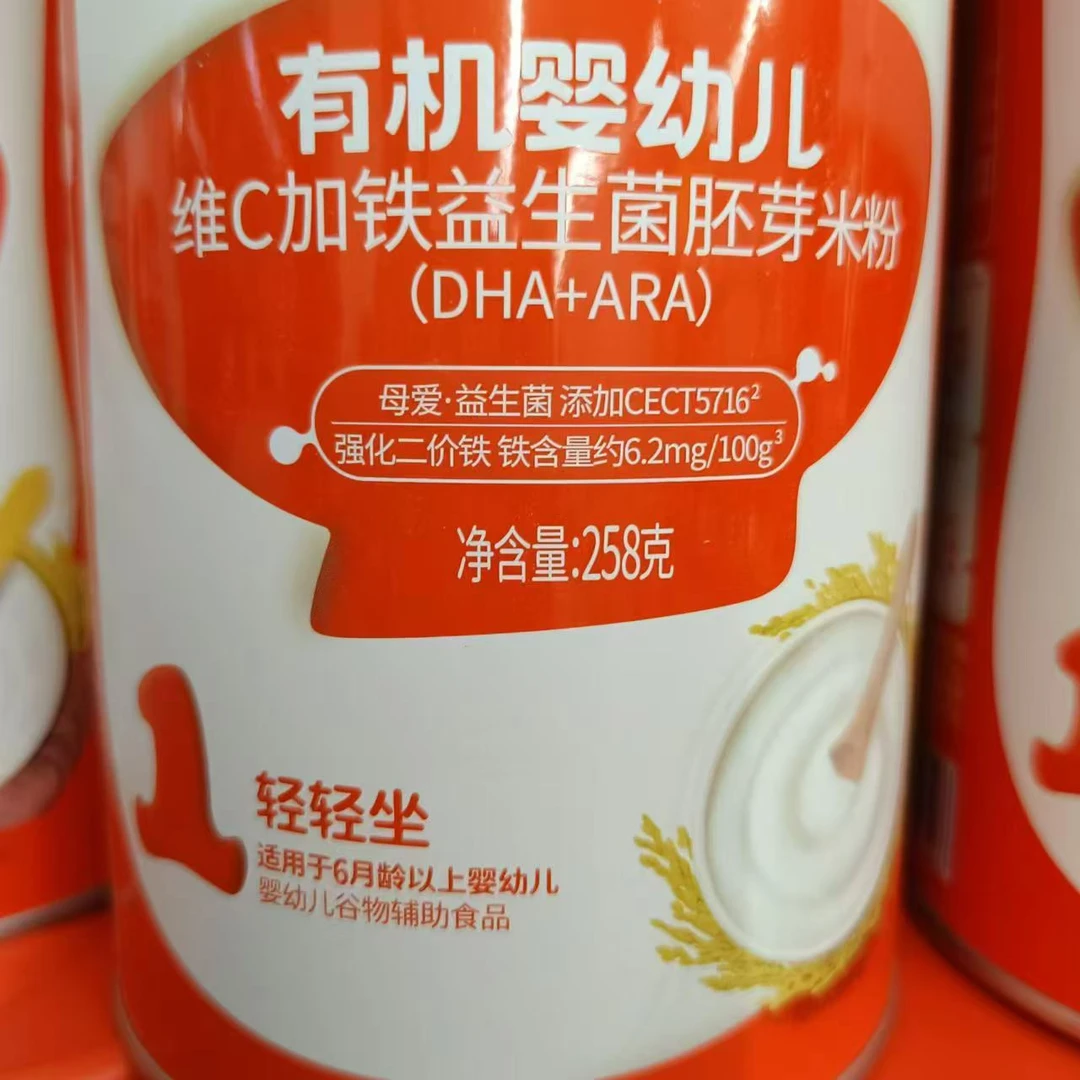 有机婴幼儿
维C加铁益生菌胚芽米粉
(DHA+ARA)
母爱·益生菌 添加CECT5716²
强化二价铁 铁含量约6.2mg/100g³
净含量:258克
轻轻坐
适用于6月龄以上婴幼儿
婴幼儿谷物辅助食品